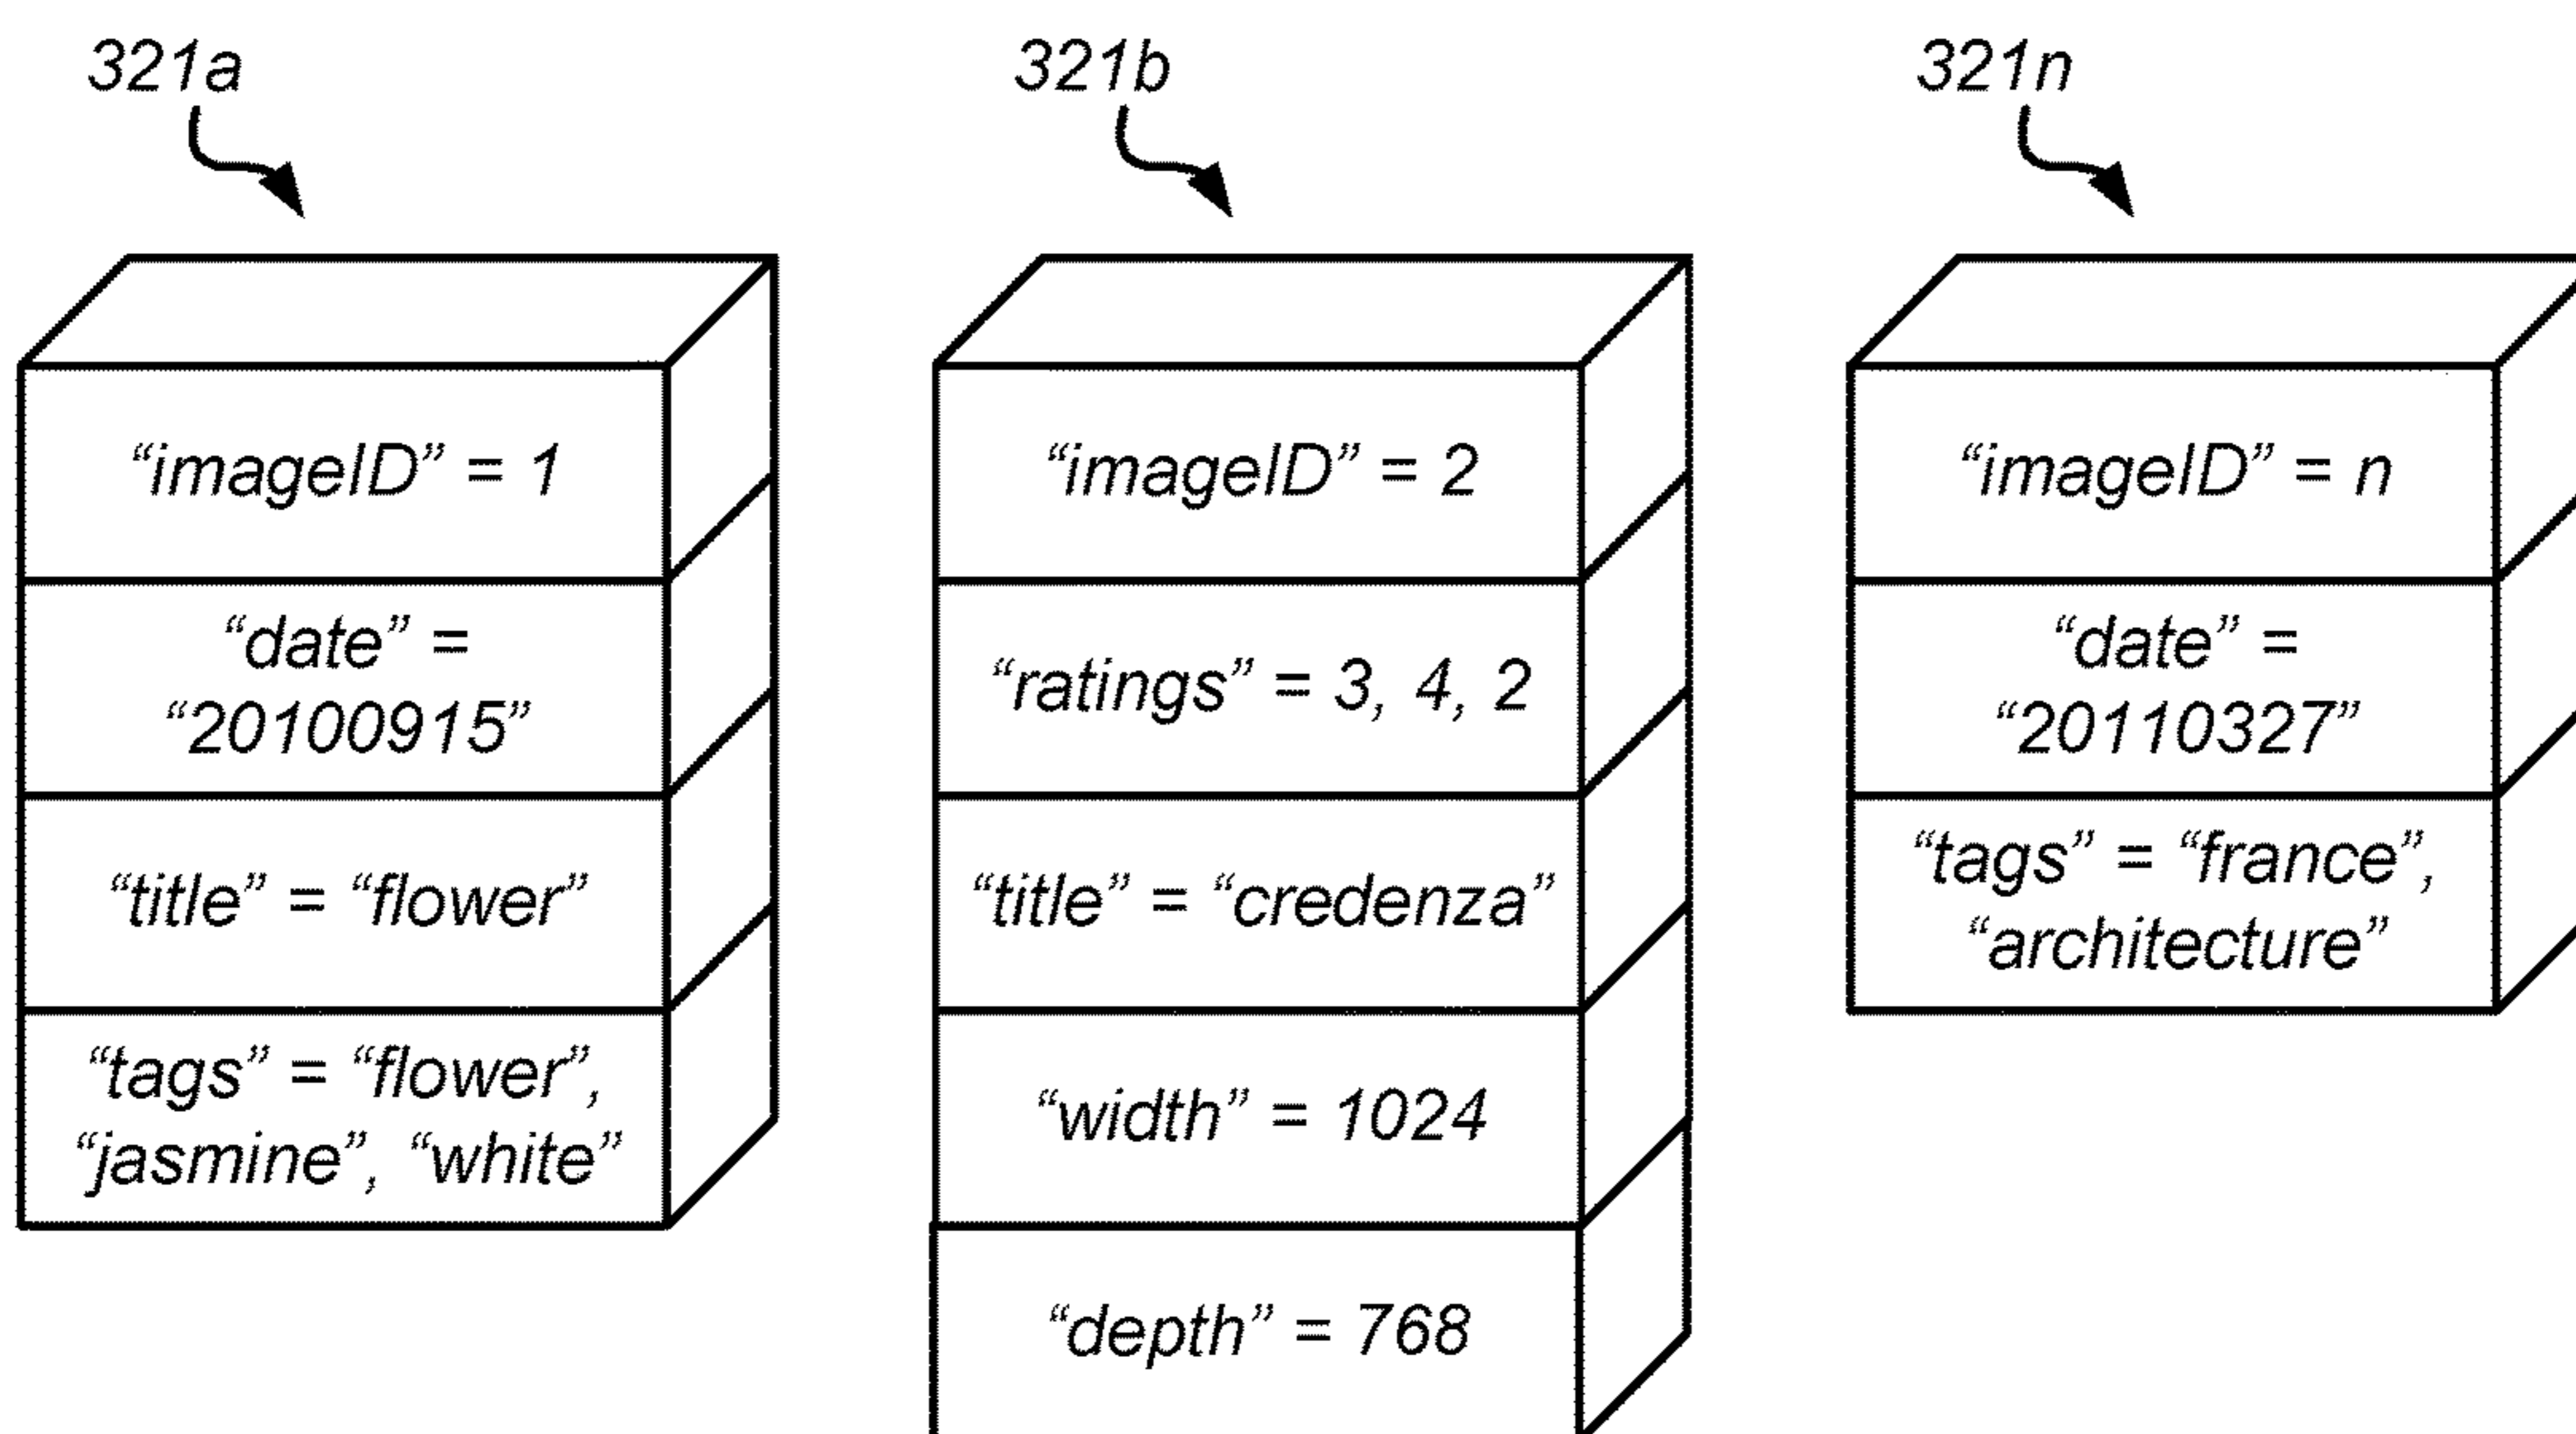 321a
“imageID” = 1
“date” =
“20100915”
“title” = “flower”
“tags” = “flower”,
“jasmine”, “white”
321b
“imageID” = 2
“ratings” = 3, 4, 2
“title” = “credenza”
“width” = 1024
“depth” = 768
321n
“imageID” = n
“date” =
“20110327”
“tags” = “france”,
“architecture”